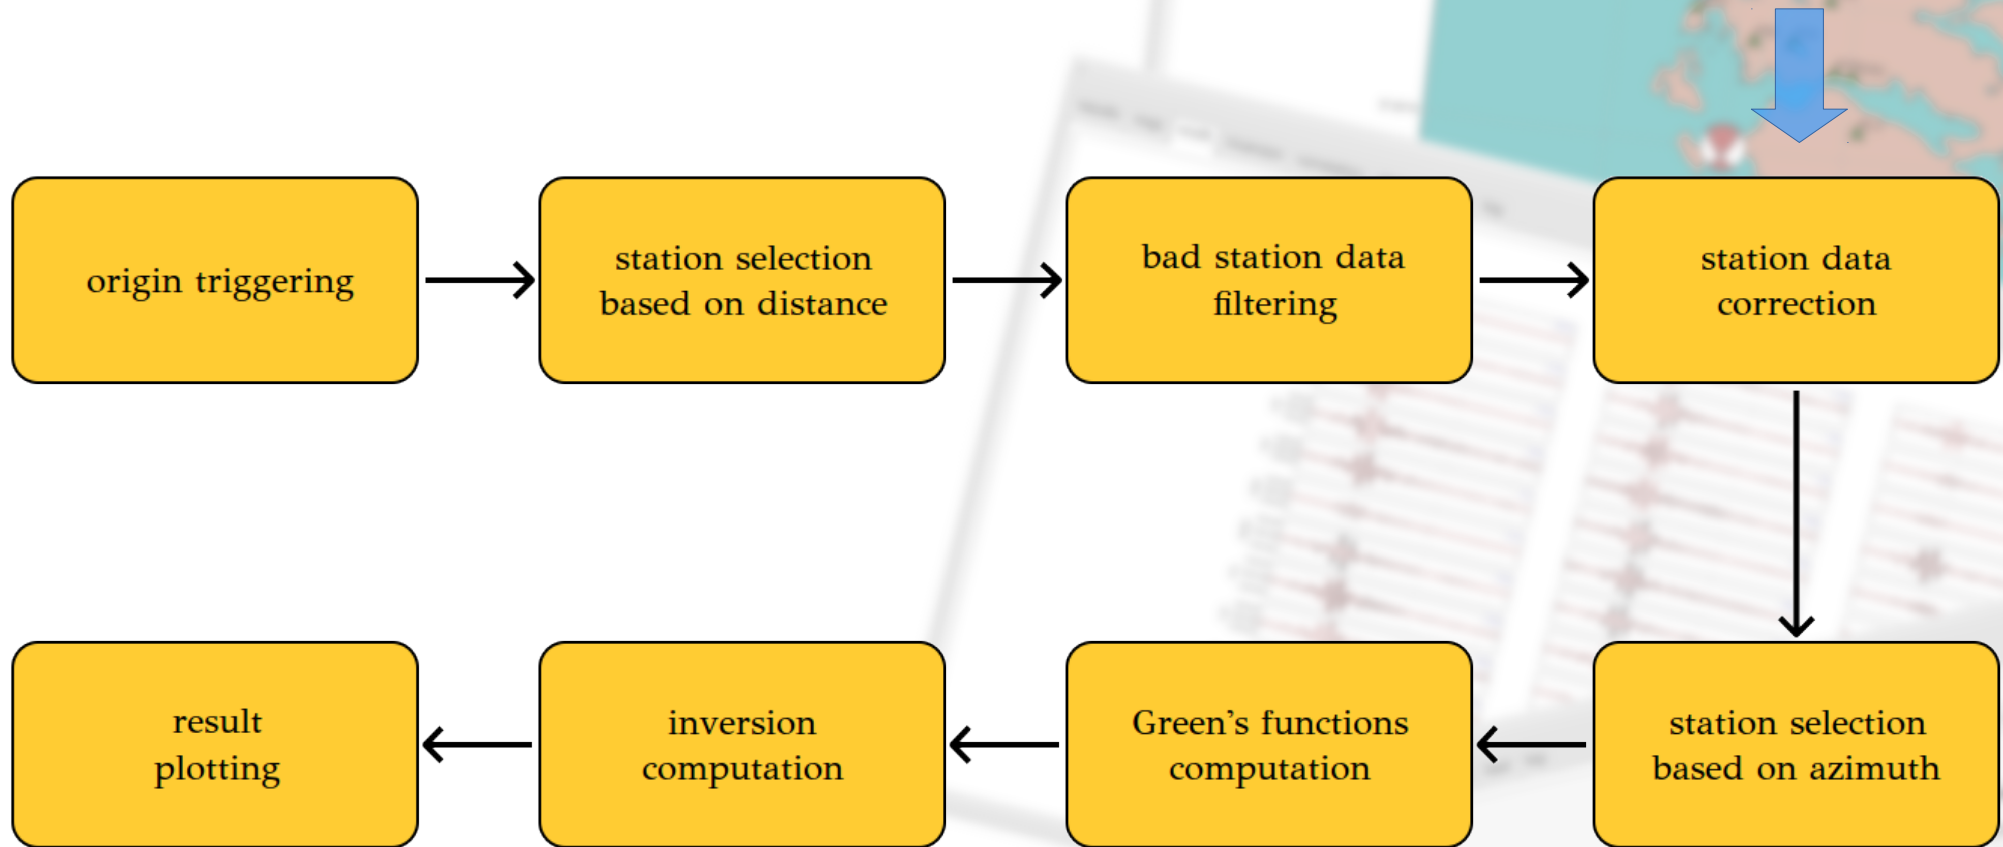 origin triggering
station selection
based on distance
bad station data
filtering
station data
correction
station selection
based on azimuth
Green's functions
computation
inversion
computation
result
plotting